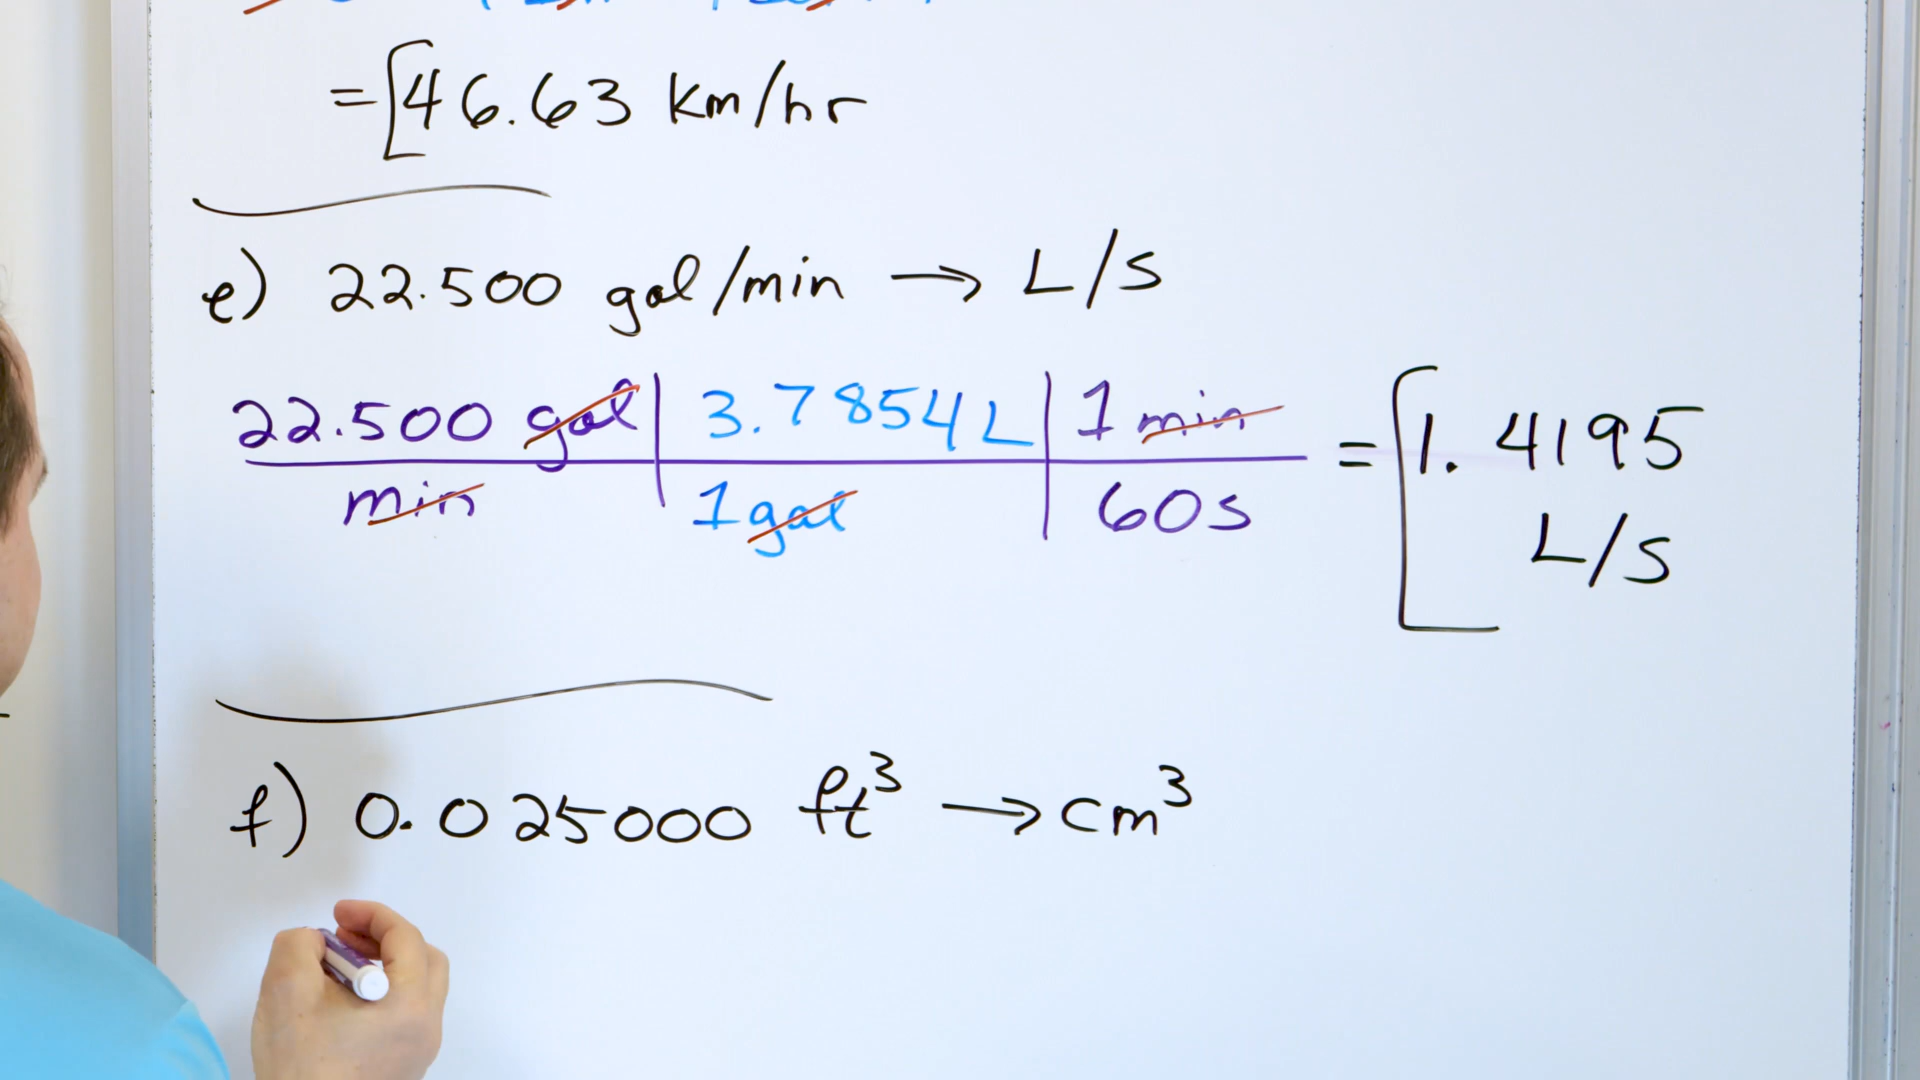 = 46.63 km/hr
e) 22.500 gal/min → L/s
22.500 gal | 3.7854 L | 1 min = 1.4195
min | 1 gal | 60 s L/s
f) 0.025000 ft³ → cm³